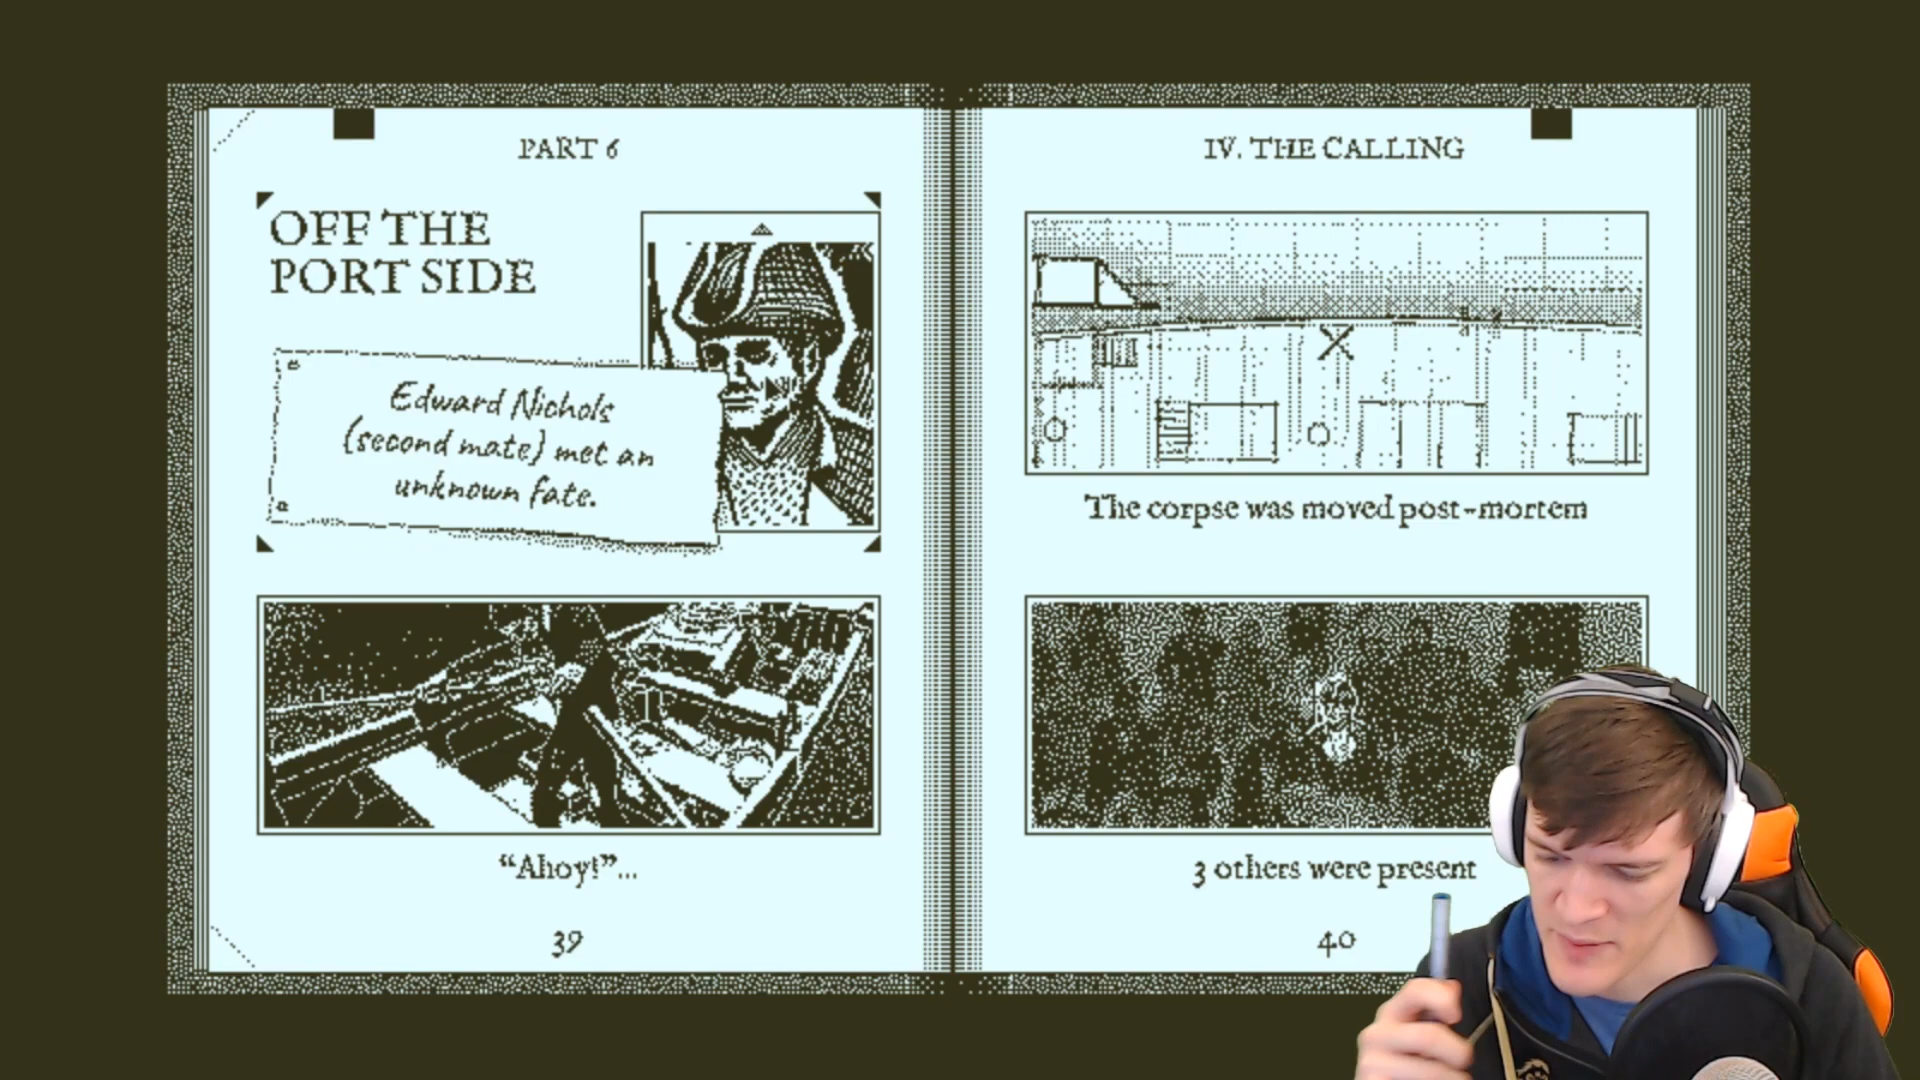 PART 6
OFF THE
PORT SIDE
Edward Nichols
(second mate) met an
unknown fate.
"Ahoy!"...
39
IV. THE CALLING
The corpse was moved post-mortem
3 others were present
40